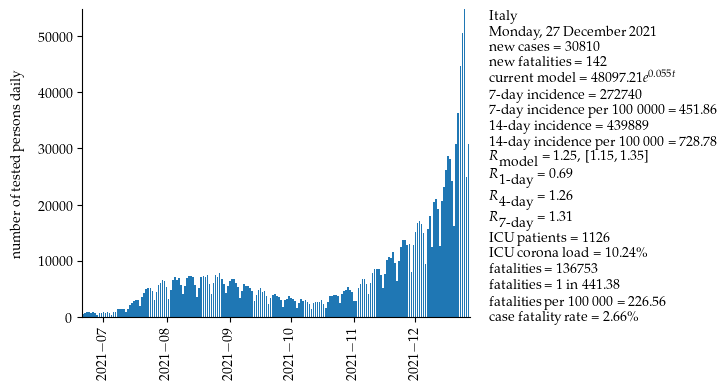 number of tested persons daily
50000
40000
30000
20000
10000
0
2021−07
2021−08
2021−09
2021−10
2021−11
2021−12
Italy
Monday, 27 December 2021
new cases = 30810
new fatalities = 142
current model = 48097.21e^0.055t
7-day incidence = 272740
7-day incidence per 100 0000 = 451.86
14-day incidence = 439889
14-day incidence per 100 000 = 728.78
R_model = 1.25, [1.15, 1.35]
R_1-day = 0.69
R_4-day = 1.26
R_7-day = 1.31
ICU patients = 1126
ICU corona load = 10.24%
fatalities = 136753
fatalities = 1 in 441.38
fatalities per 100 000 = 226.56
case fatality rate = 2.66%